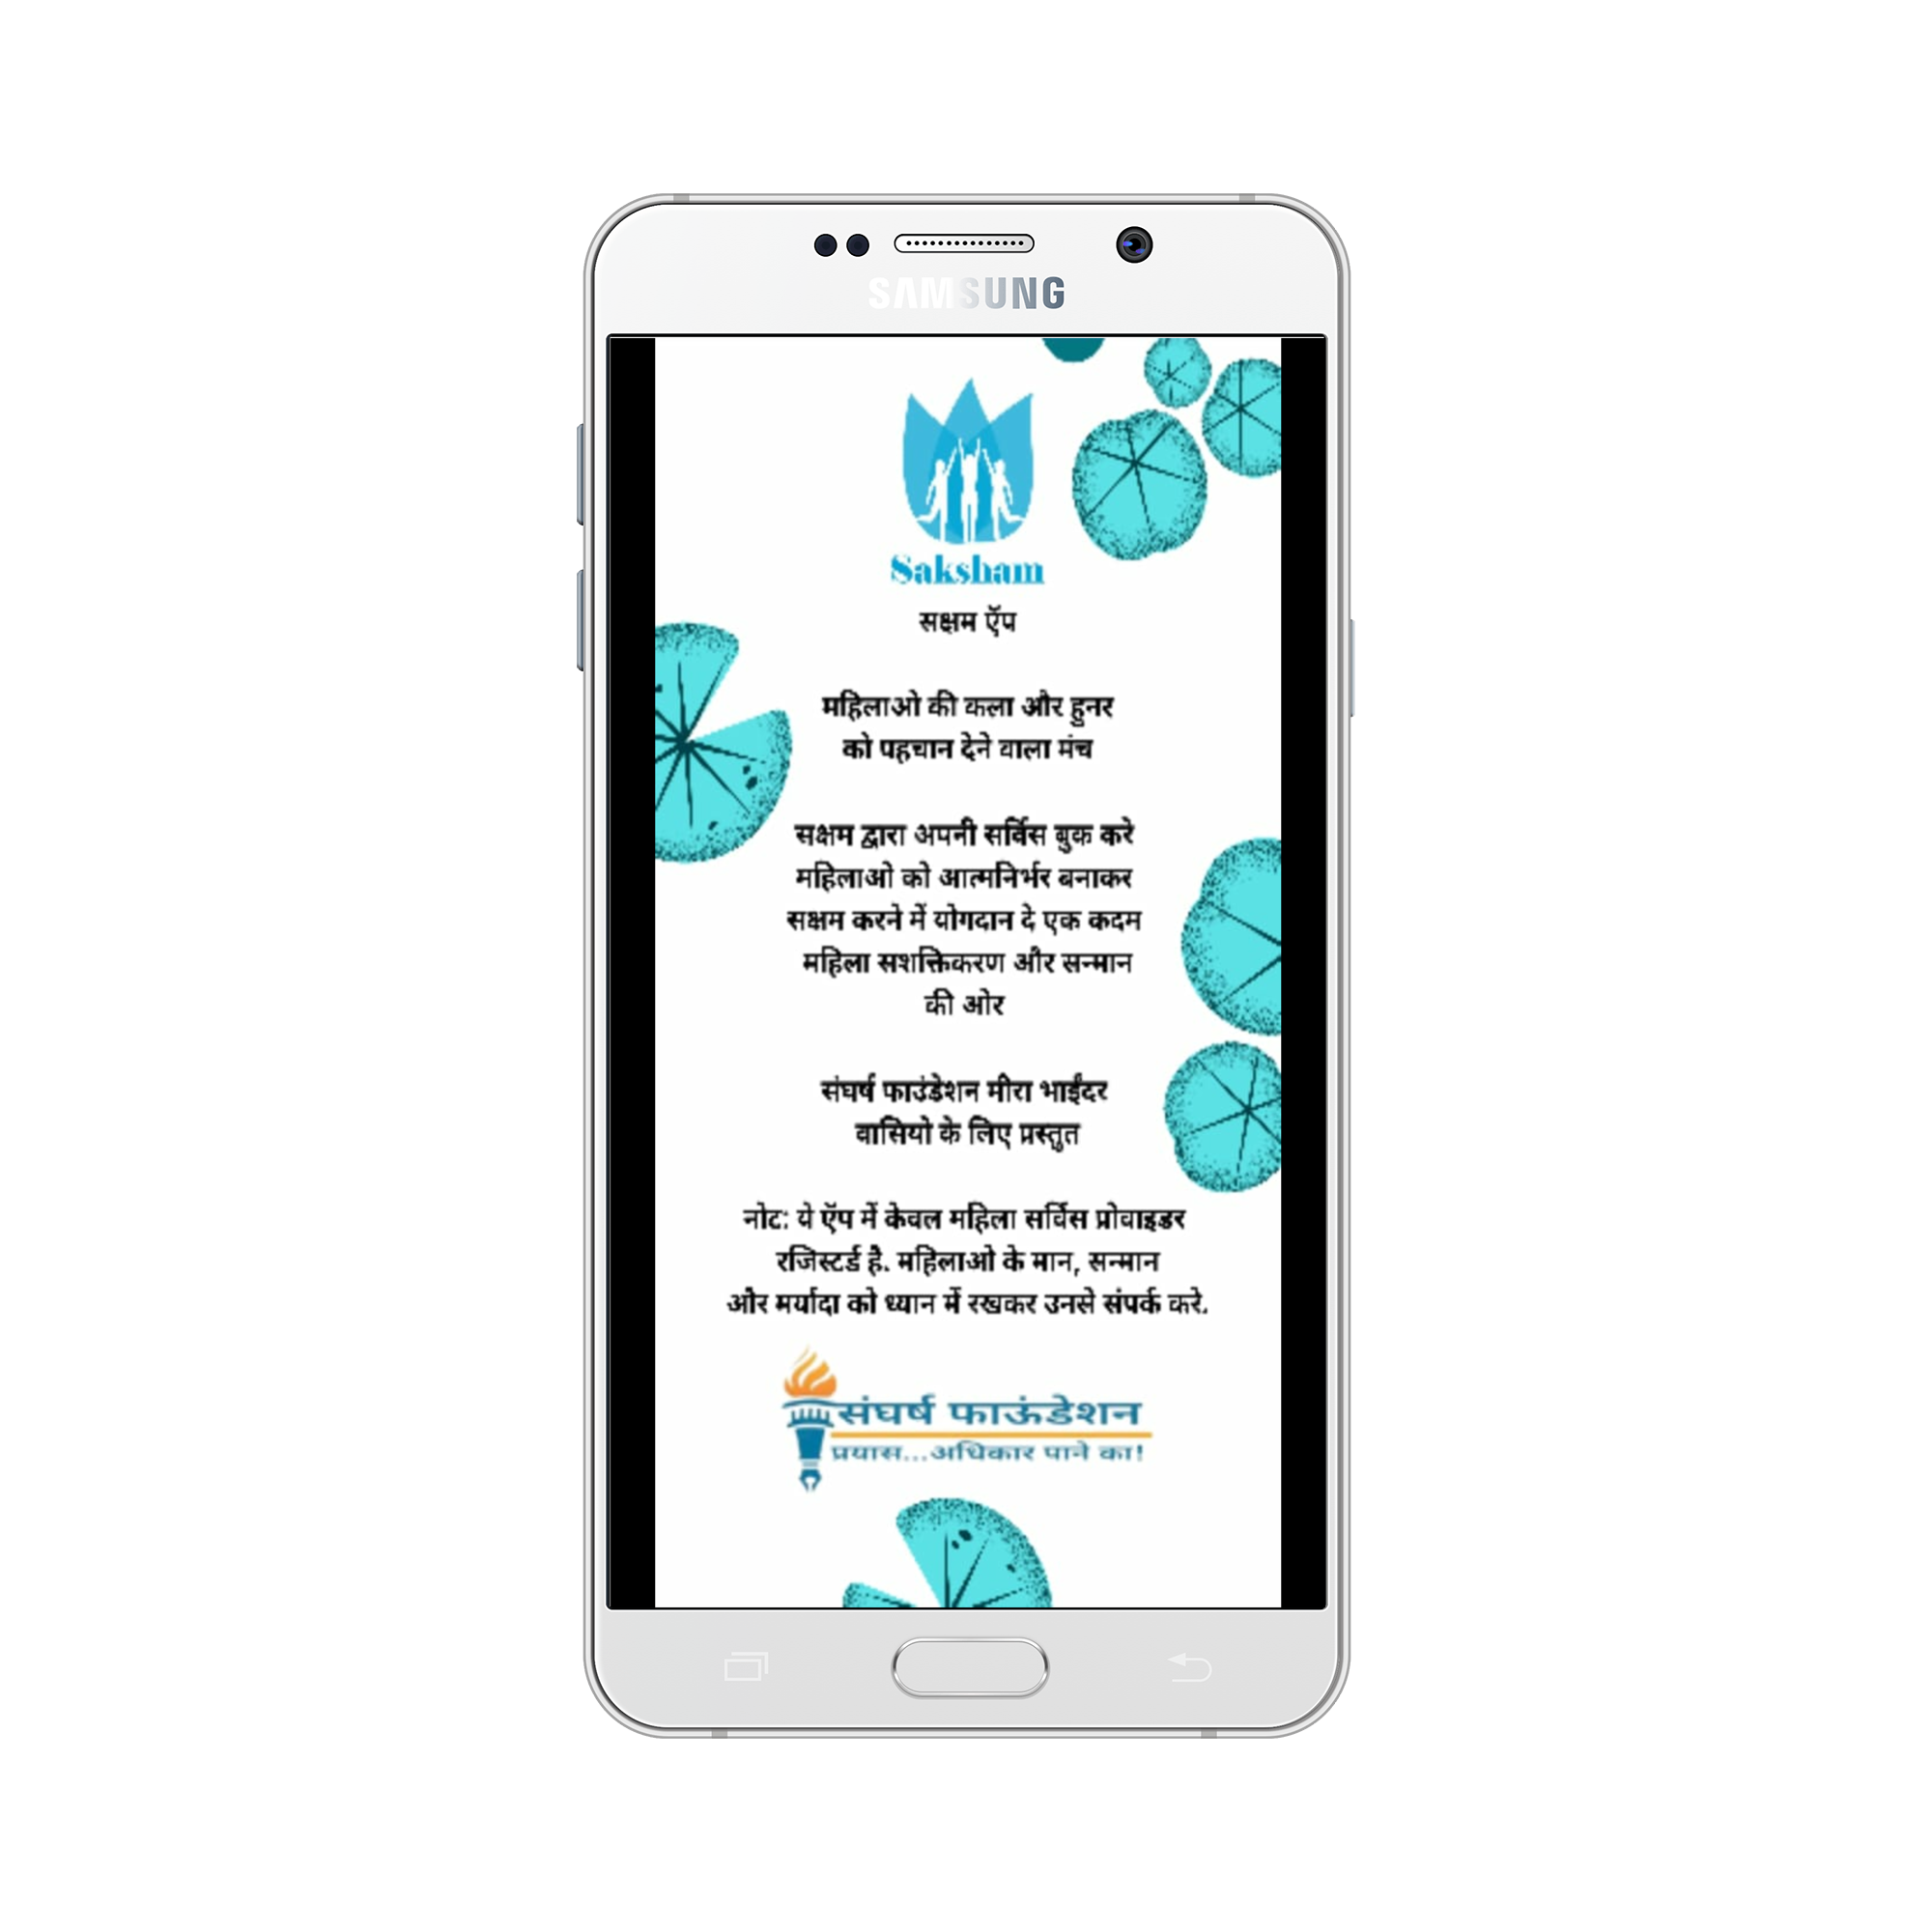 SAMSUNG
Saksham
सक्षम ऍप
महिलाओ की कला और हुनर
को पहचान देने वाला मंच
सक्षम द्वारा अपनी सर्विस बुक करे
महिलाओ को आत्मनिर्भर बनाकर
सक्षम करने में योगदान दे एक कदम
महिला सशक्तिकरण और सन्मान
की ओर
संघर्ष फाउंडेशन मीरा भाईंदर
वासियो के लिए प्रस्तुत
नोट: ये ऍप में केवल महिला सर्विस प्रोवाइडर
रजिस्टर्ड है. महिलाओ के मान, सन्मान
और मर्यादा को ध्यान में रखकर उनसे संपर्क करे.
संघर्ष फाऊंडेशन
प्रयास...अधिकार पाने का!